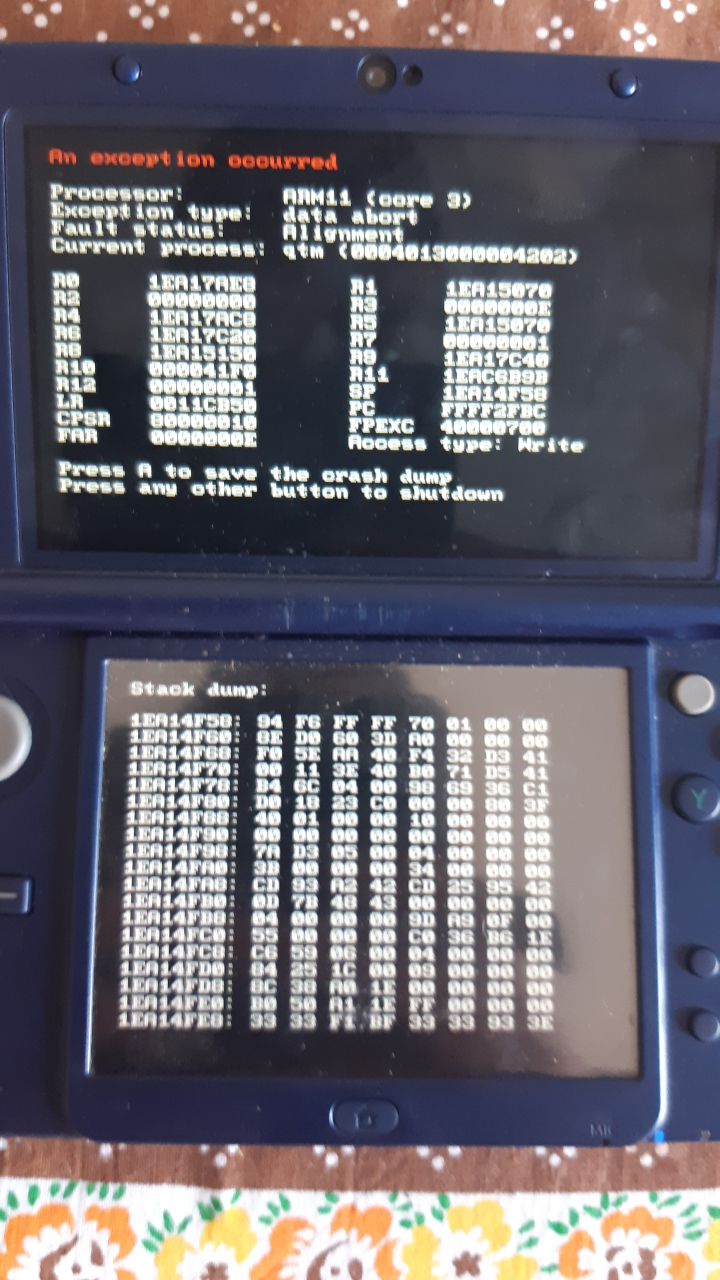 An exception occurred
Processor: ARM11 (core 3)
Exception type: data abort
Fault status: Alignment
Current process: qtm (0004013000004202)
R0 1EA17AE8 R1 1EA15070
R2 00000000 R3 0000000E
R4 1EA17AC8 R5 1EA15070
R6 1EA17C20 R7 00000001
R8 1EA15150 R9 1EA17C40
R10 000041F0 R11 1EAC6B9B
R12 00000001 SP 1EA14F58
LR 0011CB50 PC FFFF2FBC
CPSR 80000010 FPEXC 40000700
FAR 0000000E Access type: Write
Press A to save the crash dump
Press any other button to shutdown
Stack dump:
1EA14F58: 94 F6 FF FF 70 01 00 00
1EA14F60: 8E D0 60 3D A0 00 00 00
1EA14F68: F0 5E AA 40 F4 32 D3 41
1EA14F70: 00 11 3E 40 B0 71 D5 41
1EA14F78: 84 6C 04 00 98 69 36 C1
1EA14F80: D0 18 23 C0 00 00 80 3F
1EA14F88: 40 01 00 00 10 00 00 00
1EA14F90: 00 00 00 00 00 00 00 00
1EA14F98: 7A D3 05 00 04 00 00 00
1EA14FA0: 3B 00 00 00 34 00 00 00
1EA14FA8: CD 93 A2 42 CD 25 95 42
1EA14FB0: 0D 7B 48 43 00 00 00 00
1EA14FB8: 04 00 00 00 9D A9 0F 00
1EA14FC0: 55 00 00 00 C0 36 B6 1E
1EA14FC8: C6 59 06 00 04 00 00 00
1EA14FD0: 84 25 1C 00 09 00 00 00
1EA14FD8: 8C 38 A0 1E 00 00 00 00
1EA14FE0: B0 50 A1 1E FF 00 00 00
1EA14FE8: 33 33 F1 BF 33 33 93 3E
Y